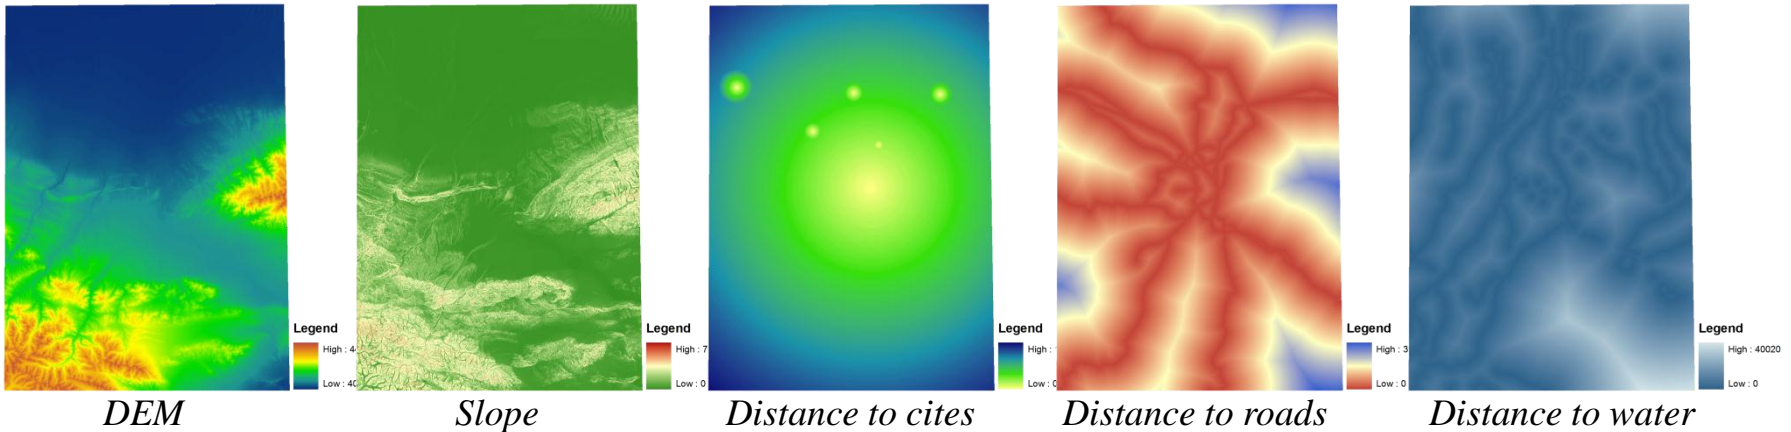 Legend
High : 4
Low : 40
Legend
High : 7
Low : 0
Legend
High :
Low : 0
Legend
High : 3
Low : 0
Legend
High : 40020
Low : 0
DEM
Slope
Distance to cites
Distance to roads
Distance to water